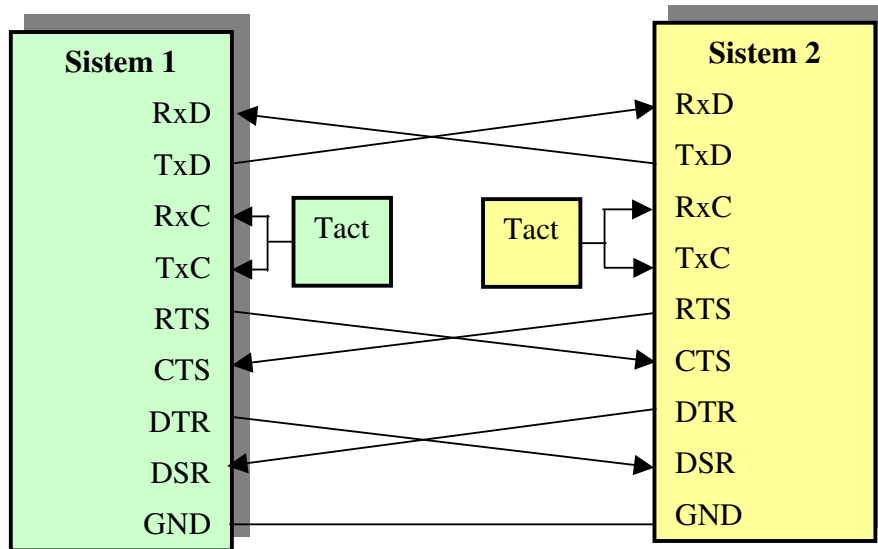 Sistem 1
RxD
TxD
RxC
TxC
RTS
CTS
DTR
DSR
GND
Tact
Tact
Sistem 2
RxD
TxD
RxC
TxC
RTS
CTS
DTR
DSR
GND